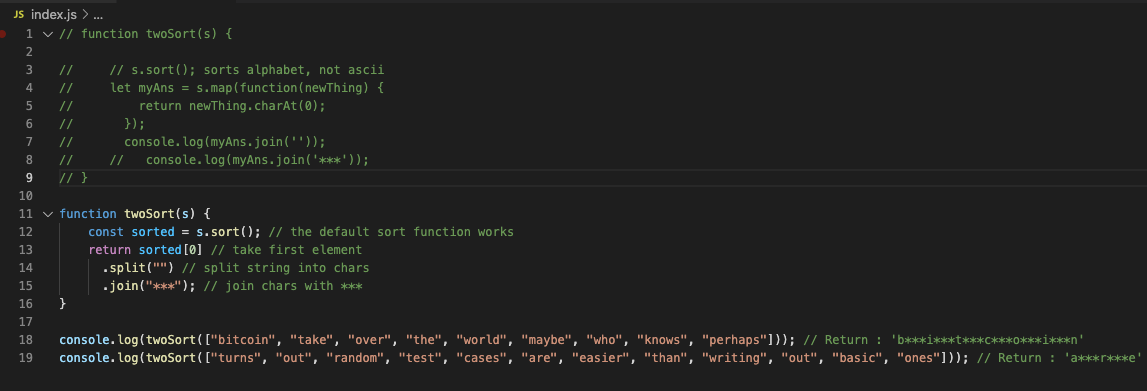 JS index.js > ...
1 // function twoSort(s) {
2
3 //     // s.sort(); sorts alphabet, not ascii
4 //     let myAns = s.map(function(newThing) {
5 //         return newThing.charAt(0);
6 //       });
7 //       console.log(myAns.join(''));
8 //     //   console.log(myAns.join('***'));
9 // }
10
11 function twoSort(s) {
12     const sorted = s.sort(); // the default sort function works
13     return sorted[0] // take first element
14       .split("") // split string into chars
15       .join("***"); // join chars with ***
16 }
17
18 console.log(twoSort(["bitcoin", "take", "over", "the", "world", "maybe", "who", "knows", "perhaps"])); // Return : 'b***i***t***c***o***i***n'
19 console.log(twoSort(["turns", "out", "random", "test", "cases", "are", "easier", "than", "writing", "out", "basic", "ones"])); // Return : 'a***r***e'